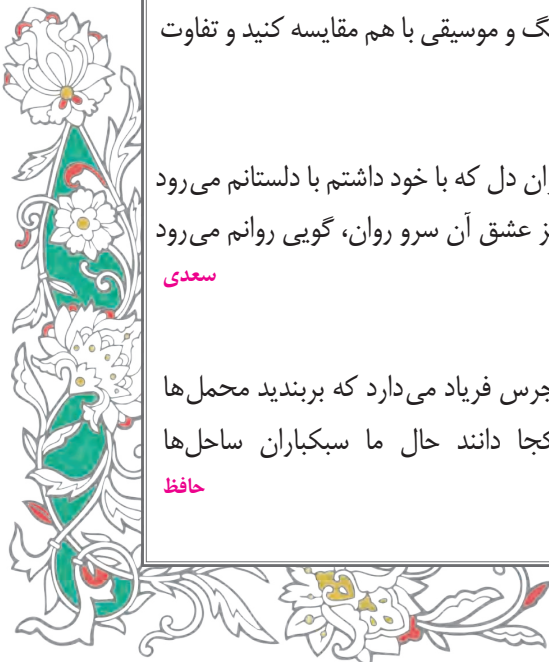 و موسیقی با هم مقایسه کنید و تفاوت
دل که با خود داشتم با دلستانم می‌رود
عشق آن سرو روان، گویی روانم می‌رود
سعدی
جرس فریاد می‌دارد که بربندید محمل‌ها
دانند حال ما سبکباران ساحل‌ها
حافظ